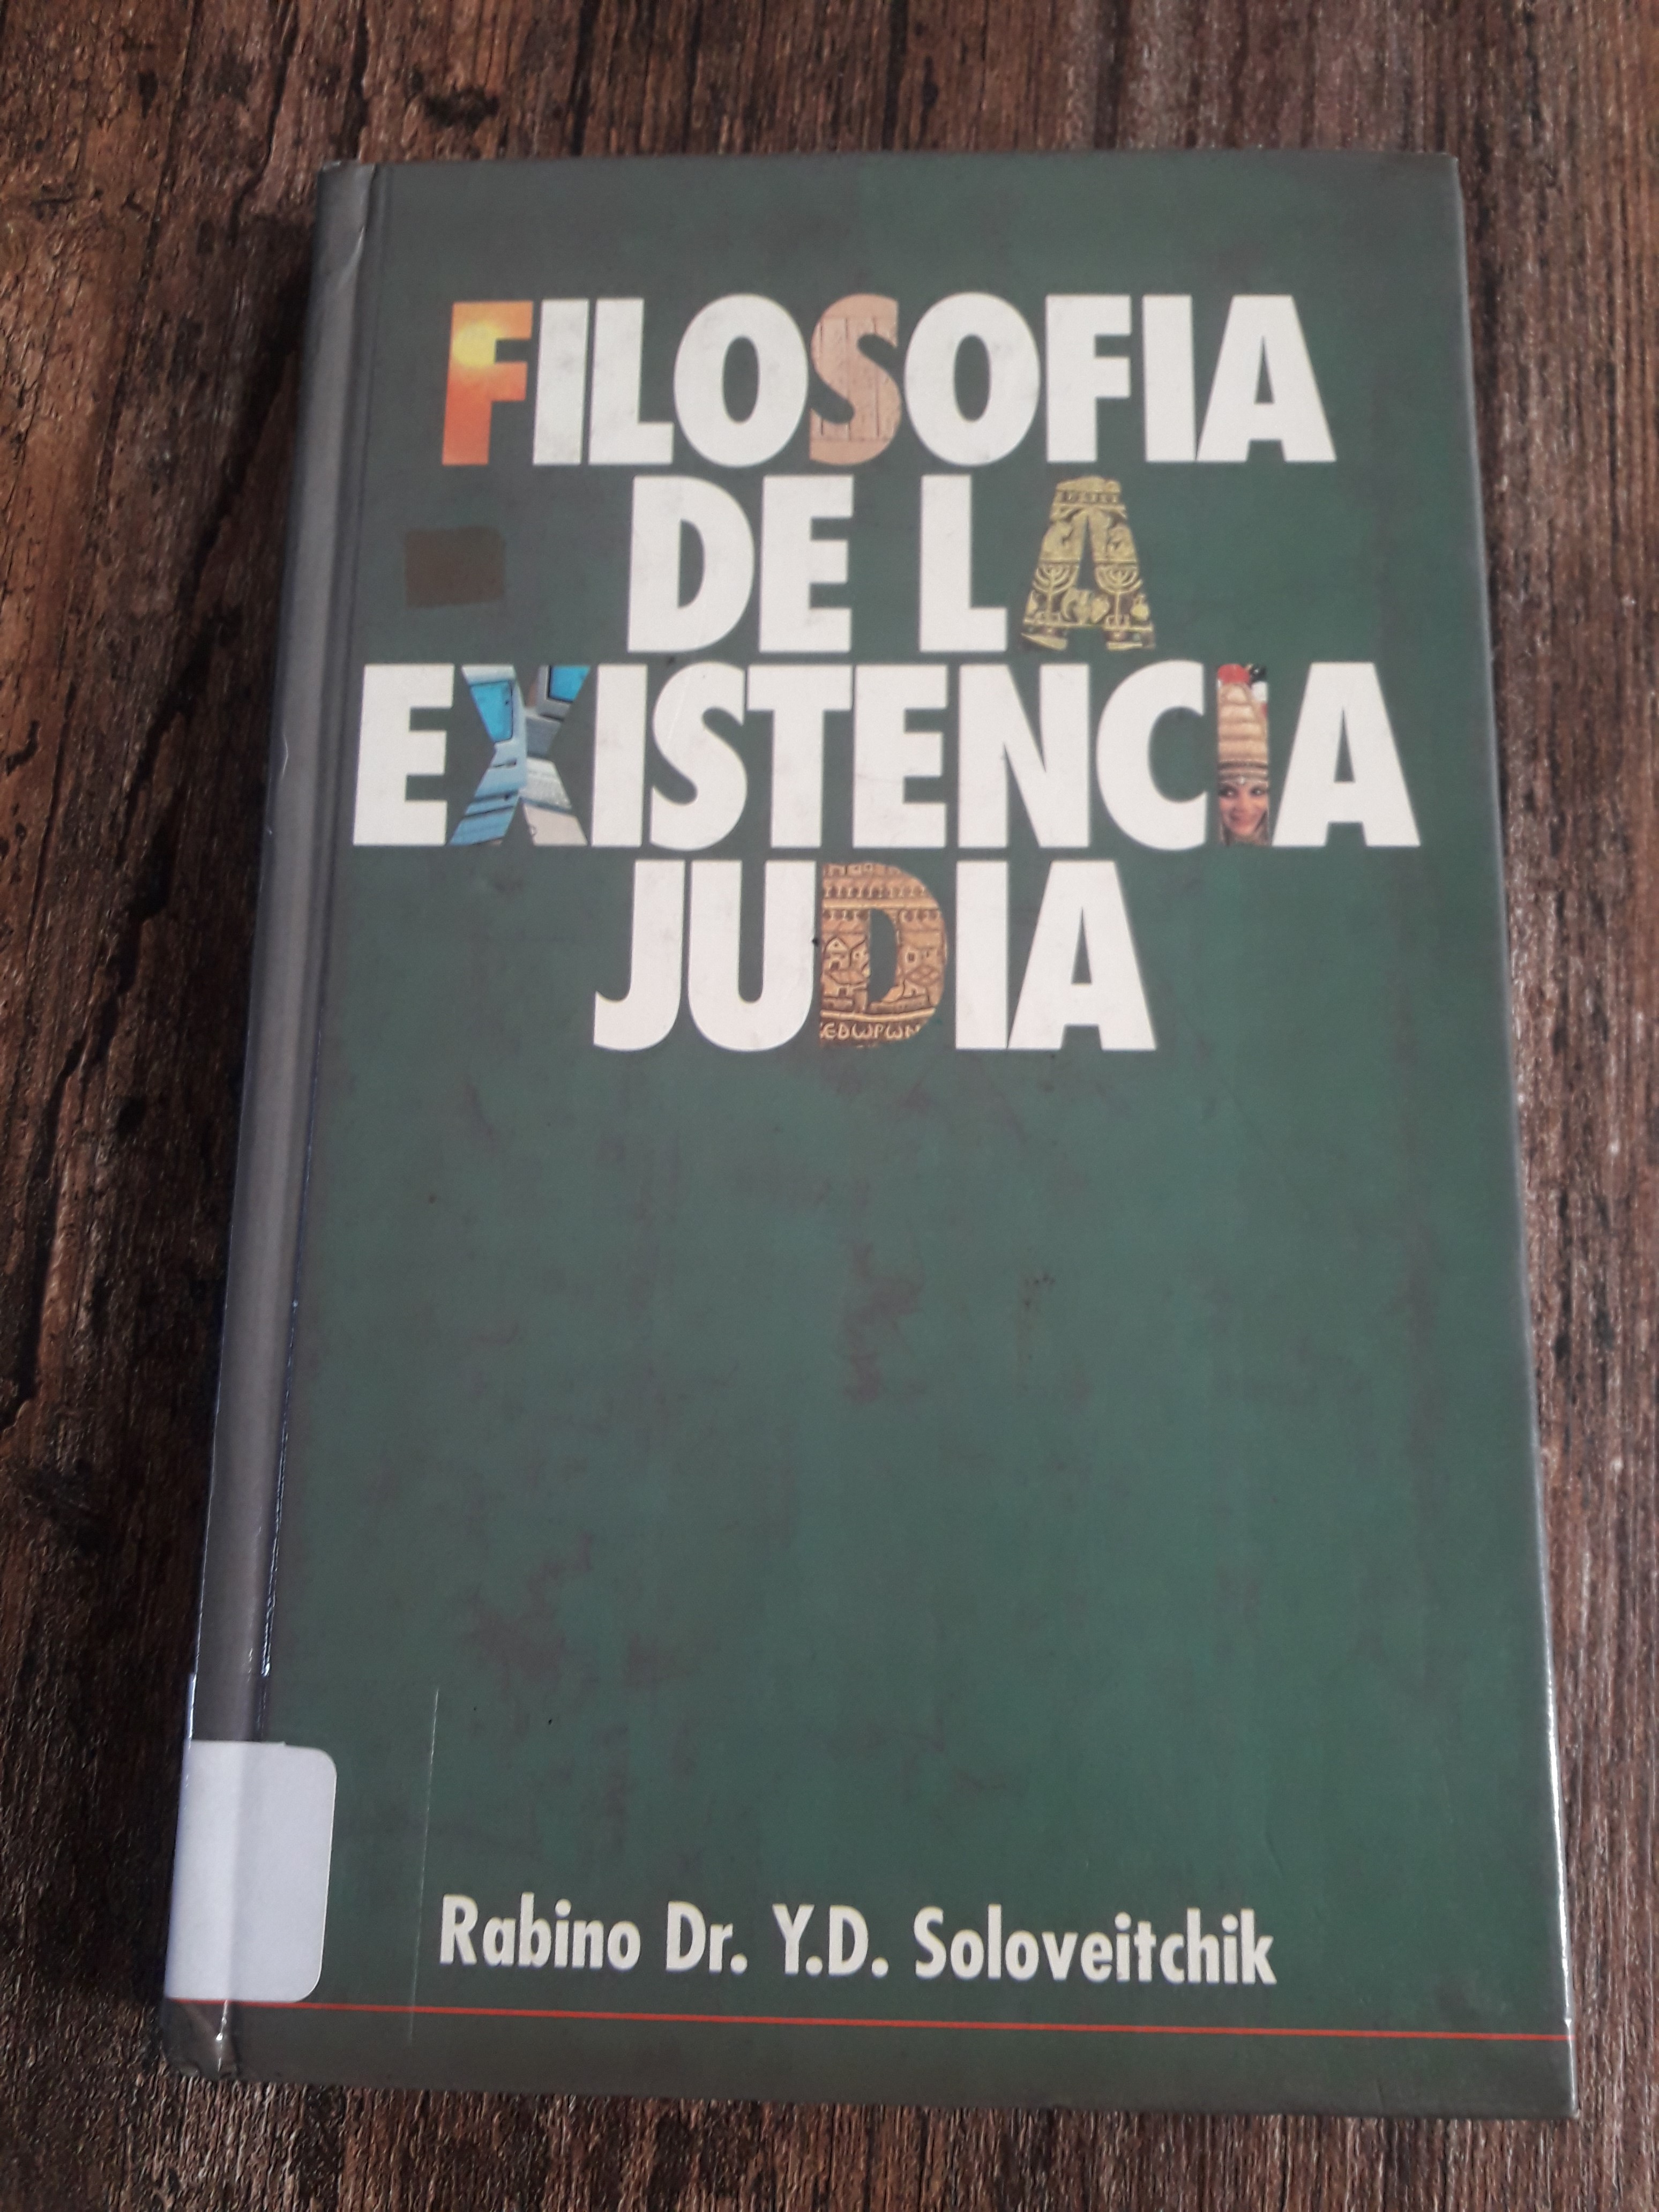 FILOSOFIA
DE LA
EXISTENCIA
JUDIA
Rabino Dr. Y.D. Soloveitchik